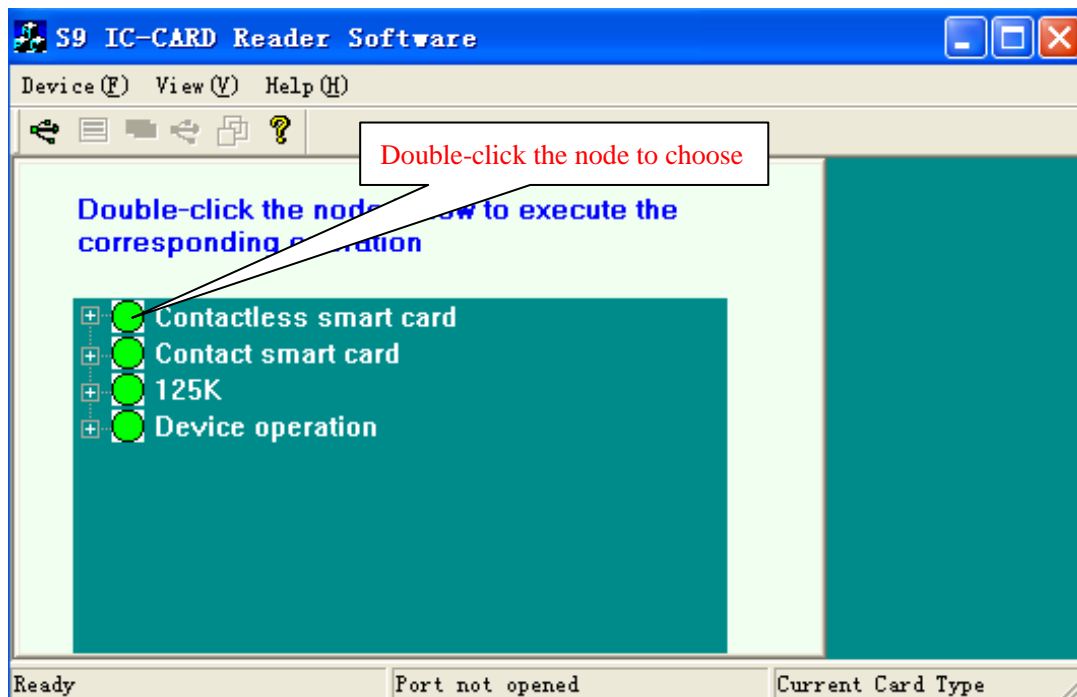 S9 IC-CARD Reader Software
Device(F) View(V) Help(H)
Double-click the node to choose
Double-click the node to execute the
corresponding
Contactless smart card
Contact smart card
125K
Device operation
Ready
Port not opened
Current Card Type